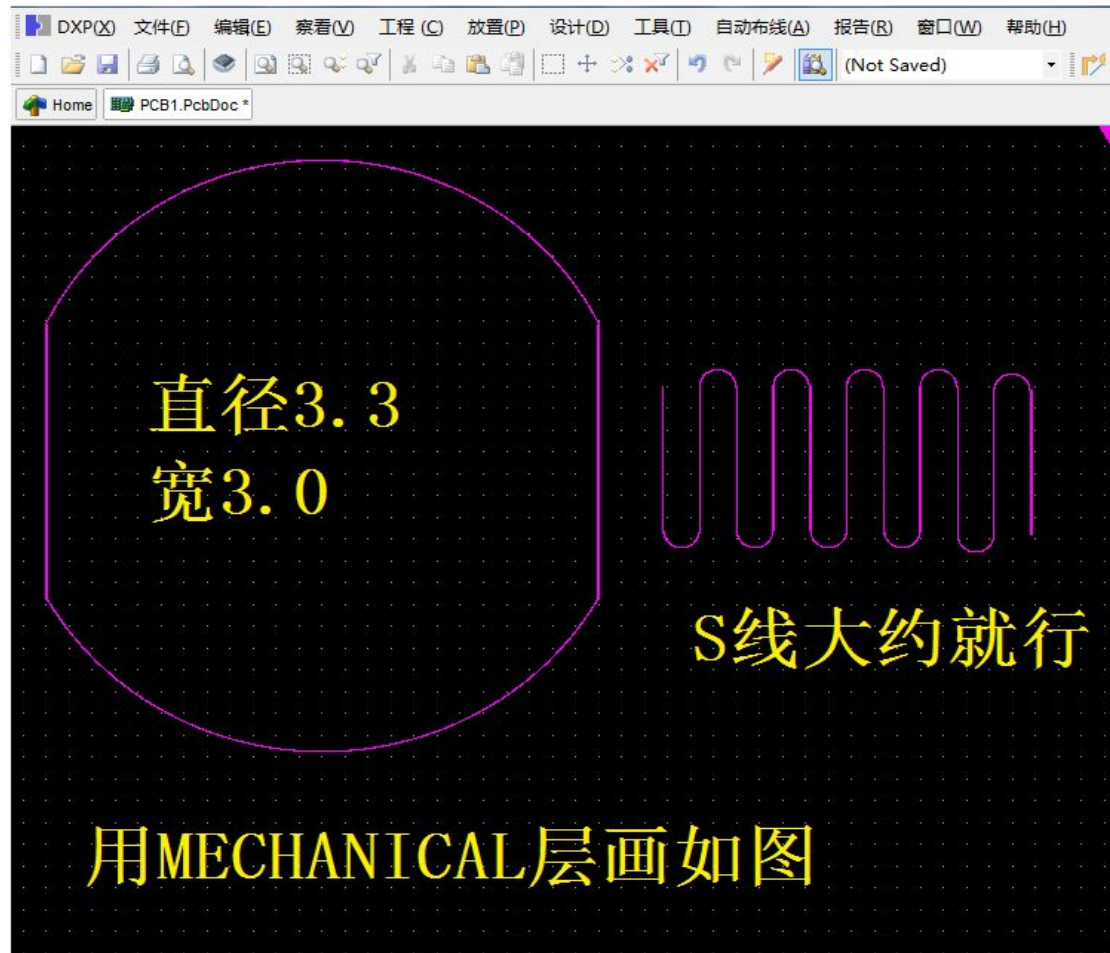 DXP(X) 文件(F) 编辑(E) 察看(V) 工程 (C) 放置(P) 设计(D) 工具(T) 自动布线(A) 报告(R) 窗口(W) 帮助(H)
(Not Saved)
Home PCB1.PcbDoc *
直径3.3
宽3.0
S线大约就行
用MECHANICAL层画如图